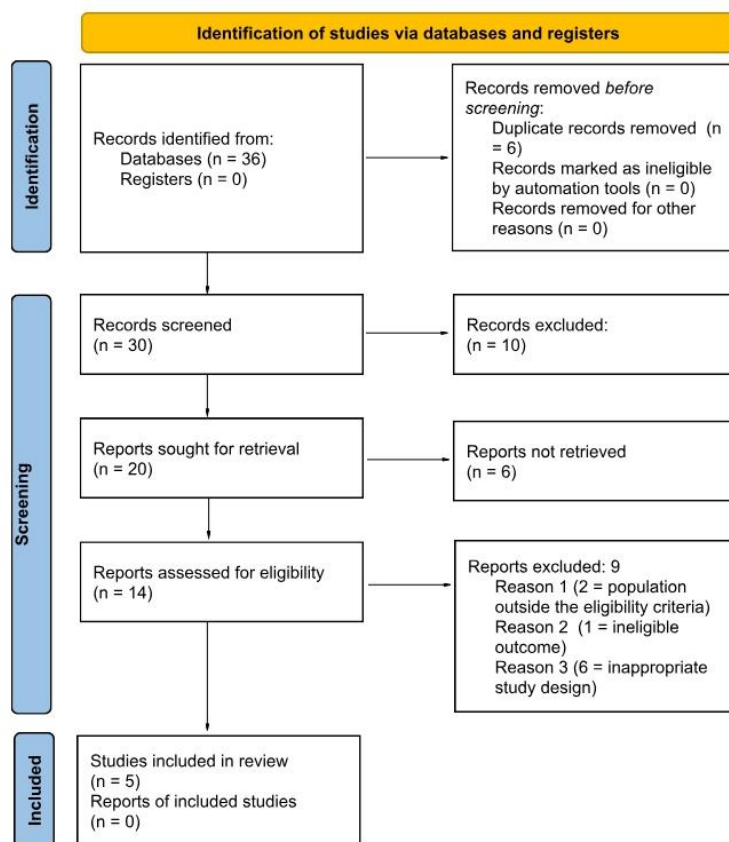 Identification of studies via databases and registers
Identification
Records identified from:
Databases (n = 36)
Registers (n = 0)
Records removed before
screening:
Duplicate records removed (n
= 6)
Records marked as ineligible
by automation tools (n = 0)
Records removed for other
reasons (n = 0)
Screening
Records screened
(n = 30)
Records excluded:
(n = 10)
Reports sought for retrieval
(n = 20)
Reports not retrieved
(n = 6)
Reports assessed for eligibility
(n = 14)
Reports excluded: 9
Reason 1 (2 = population
outside the eligibility criteria)
Reason 2 (1 = ineligible
outcome)
Reason 3 (6 = inappropriate
study design)
Included
Studies included in review
(n = 5)
Reports of included studies
(n = 0)